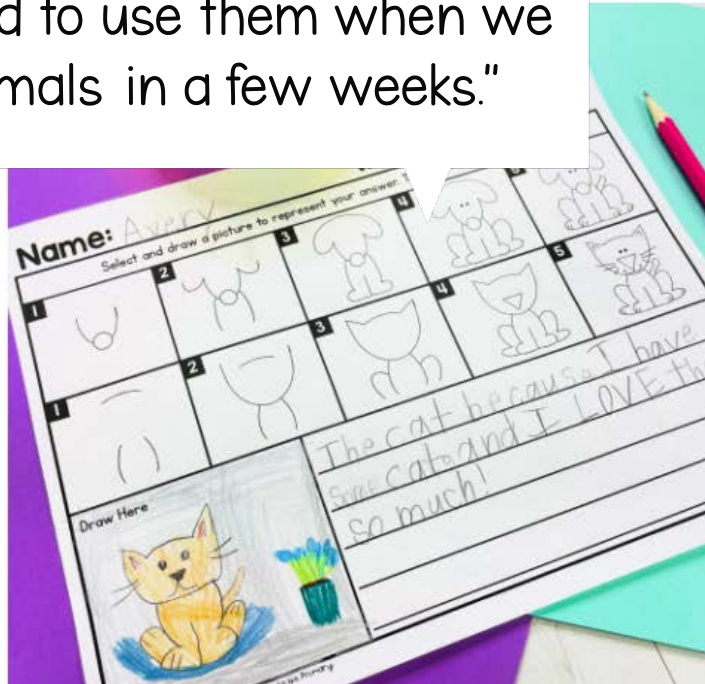 d to use them when we
mals in a few weeks."
Name: Avery
Select and draw a picture to represent your answer.
1 2 3 4
1 2 3 4 5
The cat because I have
some cats and I LOVE th
so much!
Draw Here
Primary